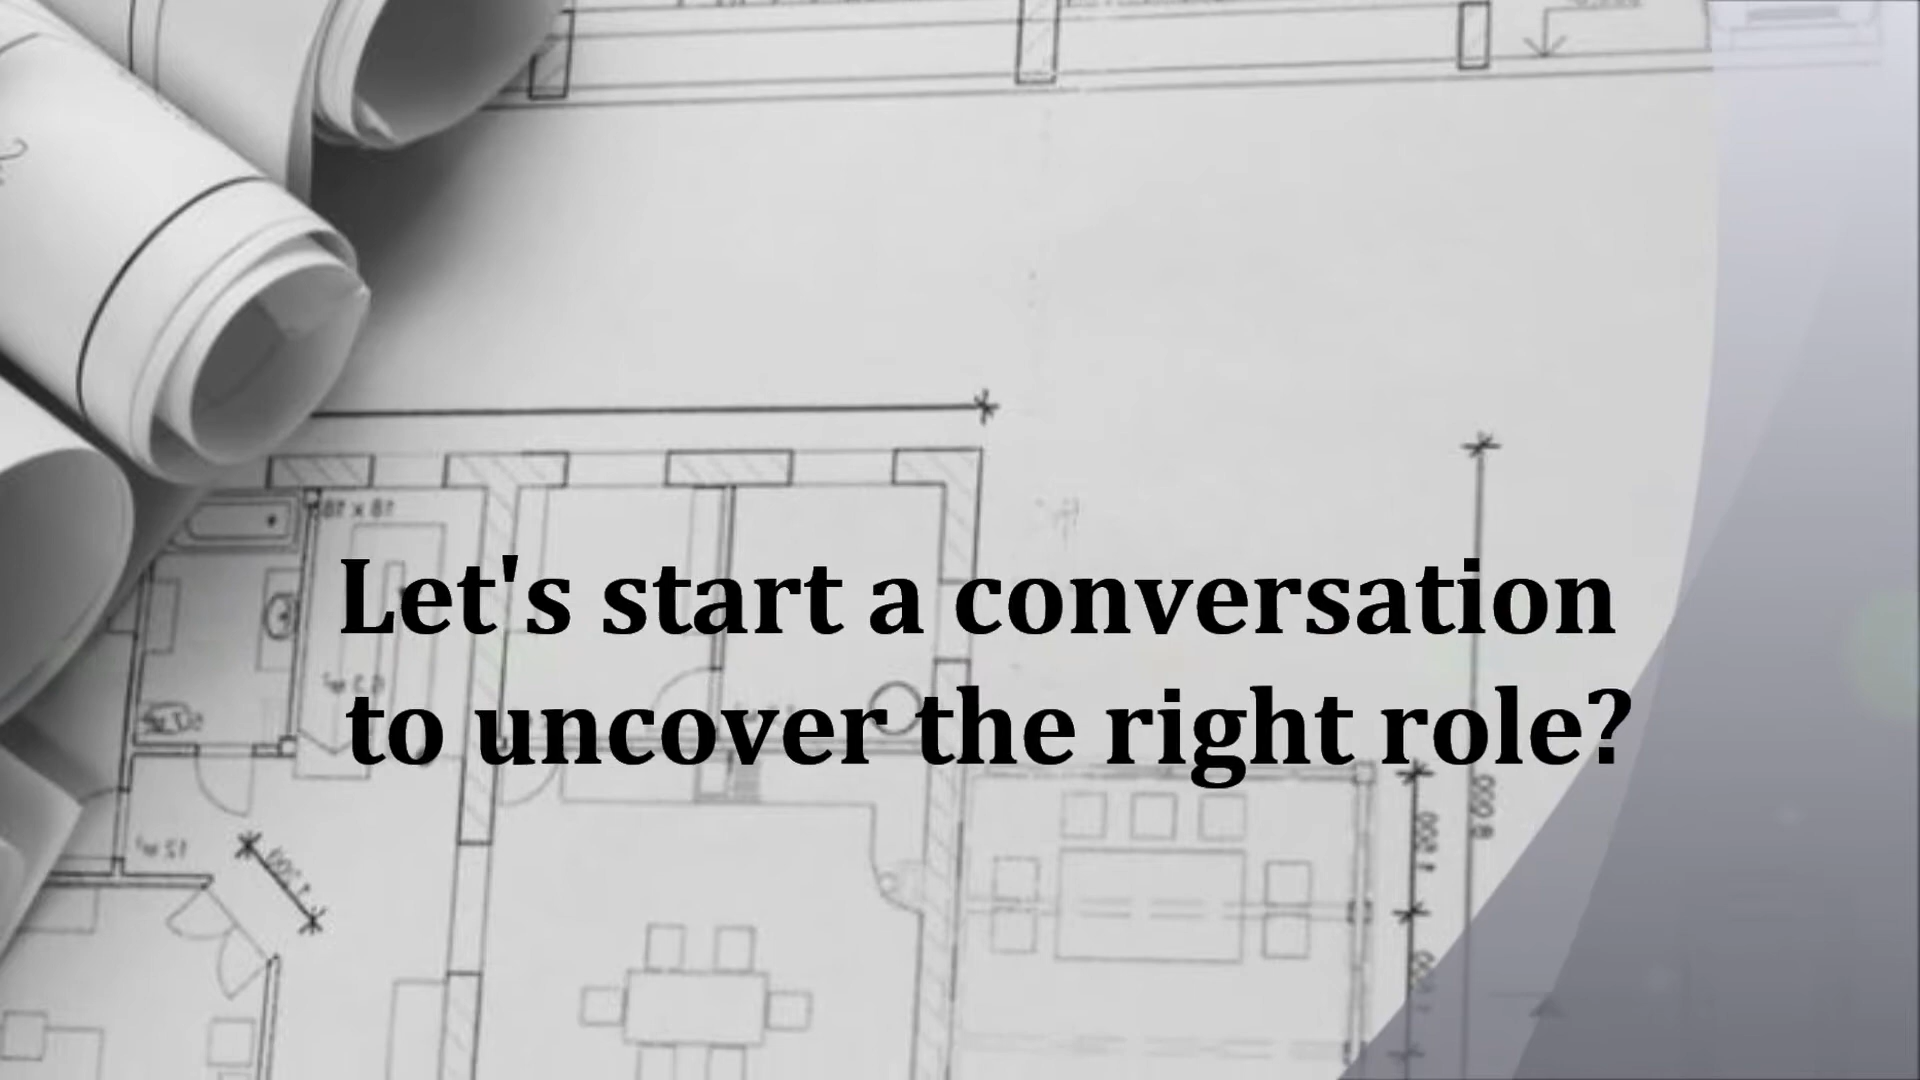 Let's start a conversation
to uncover the right role?